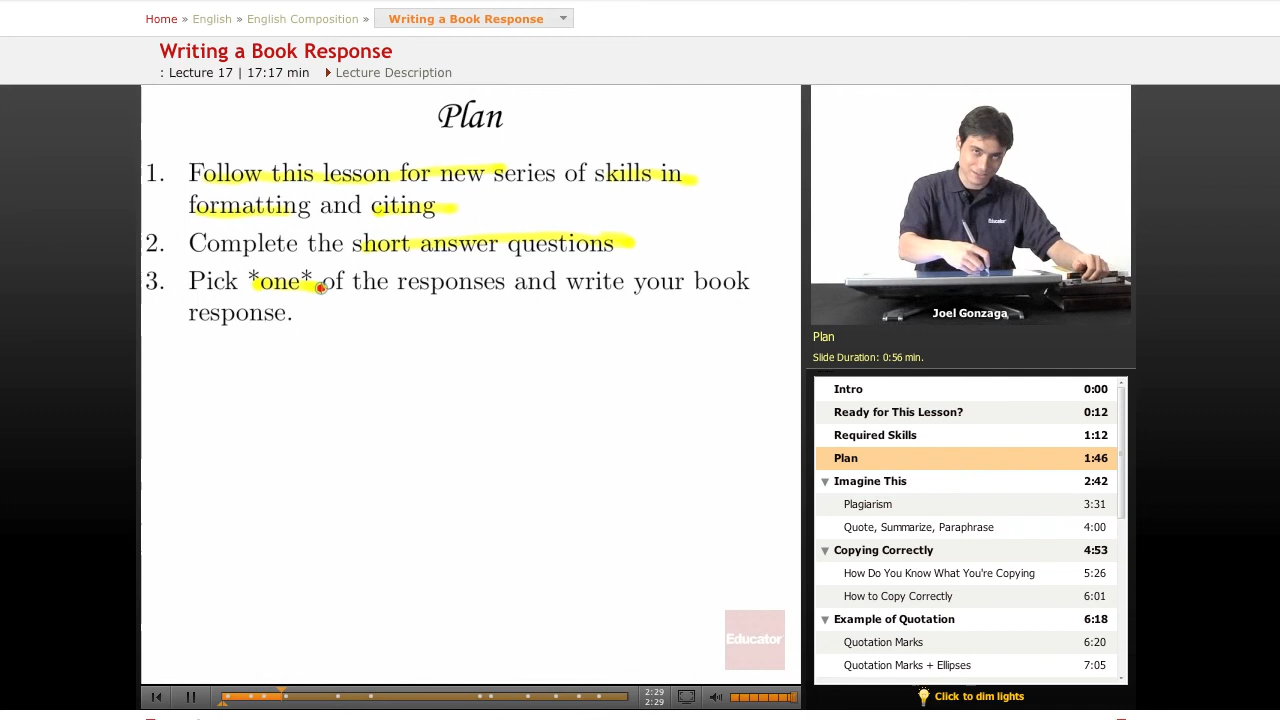 Home » English » English Composition » Writing a Book Response
Writing a Book Response
: Lecture 17 | 17:17 min Lecture Description
Plan
1. Follow this lesson for new series of skills in
formatting and citing
2. Complete the short answer questions
3. Pick *one* of the responses and write your book
response.
Educator
Educator
Joel Gonzaga
Plan
Slide Duration: 0:56 min.
Intro 0:00
Ready for This Lesson? 0:12
Required Skills 1:12
Plan 1:46
Imagine This 2:42
Plagiarism 3:31
Quote, Summarize, Paraphrase 4:00
Copying Correctly 4:53
How Do You Know What You're Copying 5:26
How to Copy Correctly 6:01
Example of Quotation 6:18
Quotation Marks 6:20
Quotation Marks + Ellipses 7:05
2:29
2:29
Click to dim lights